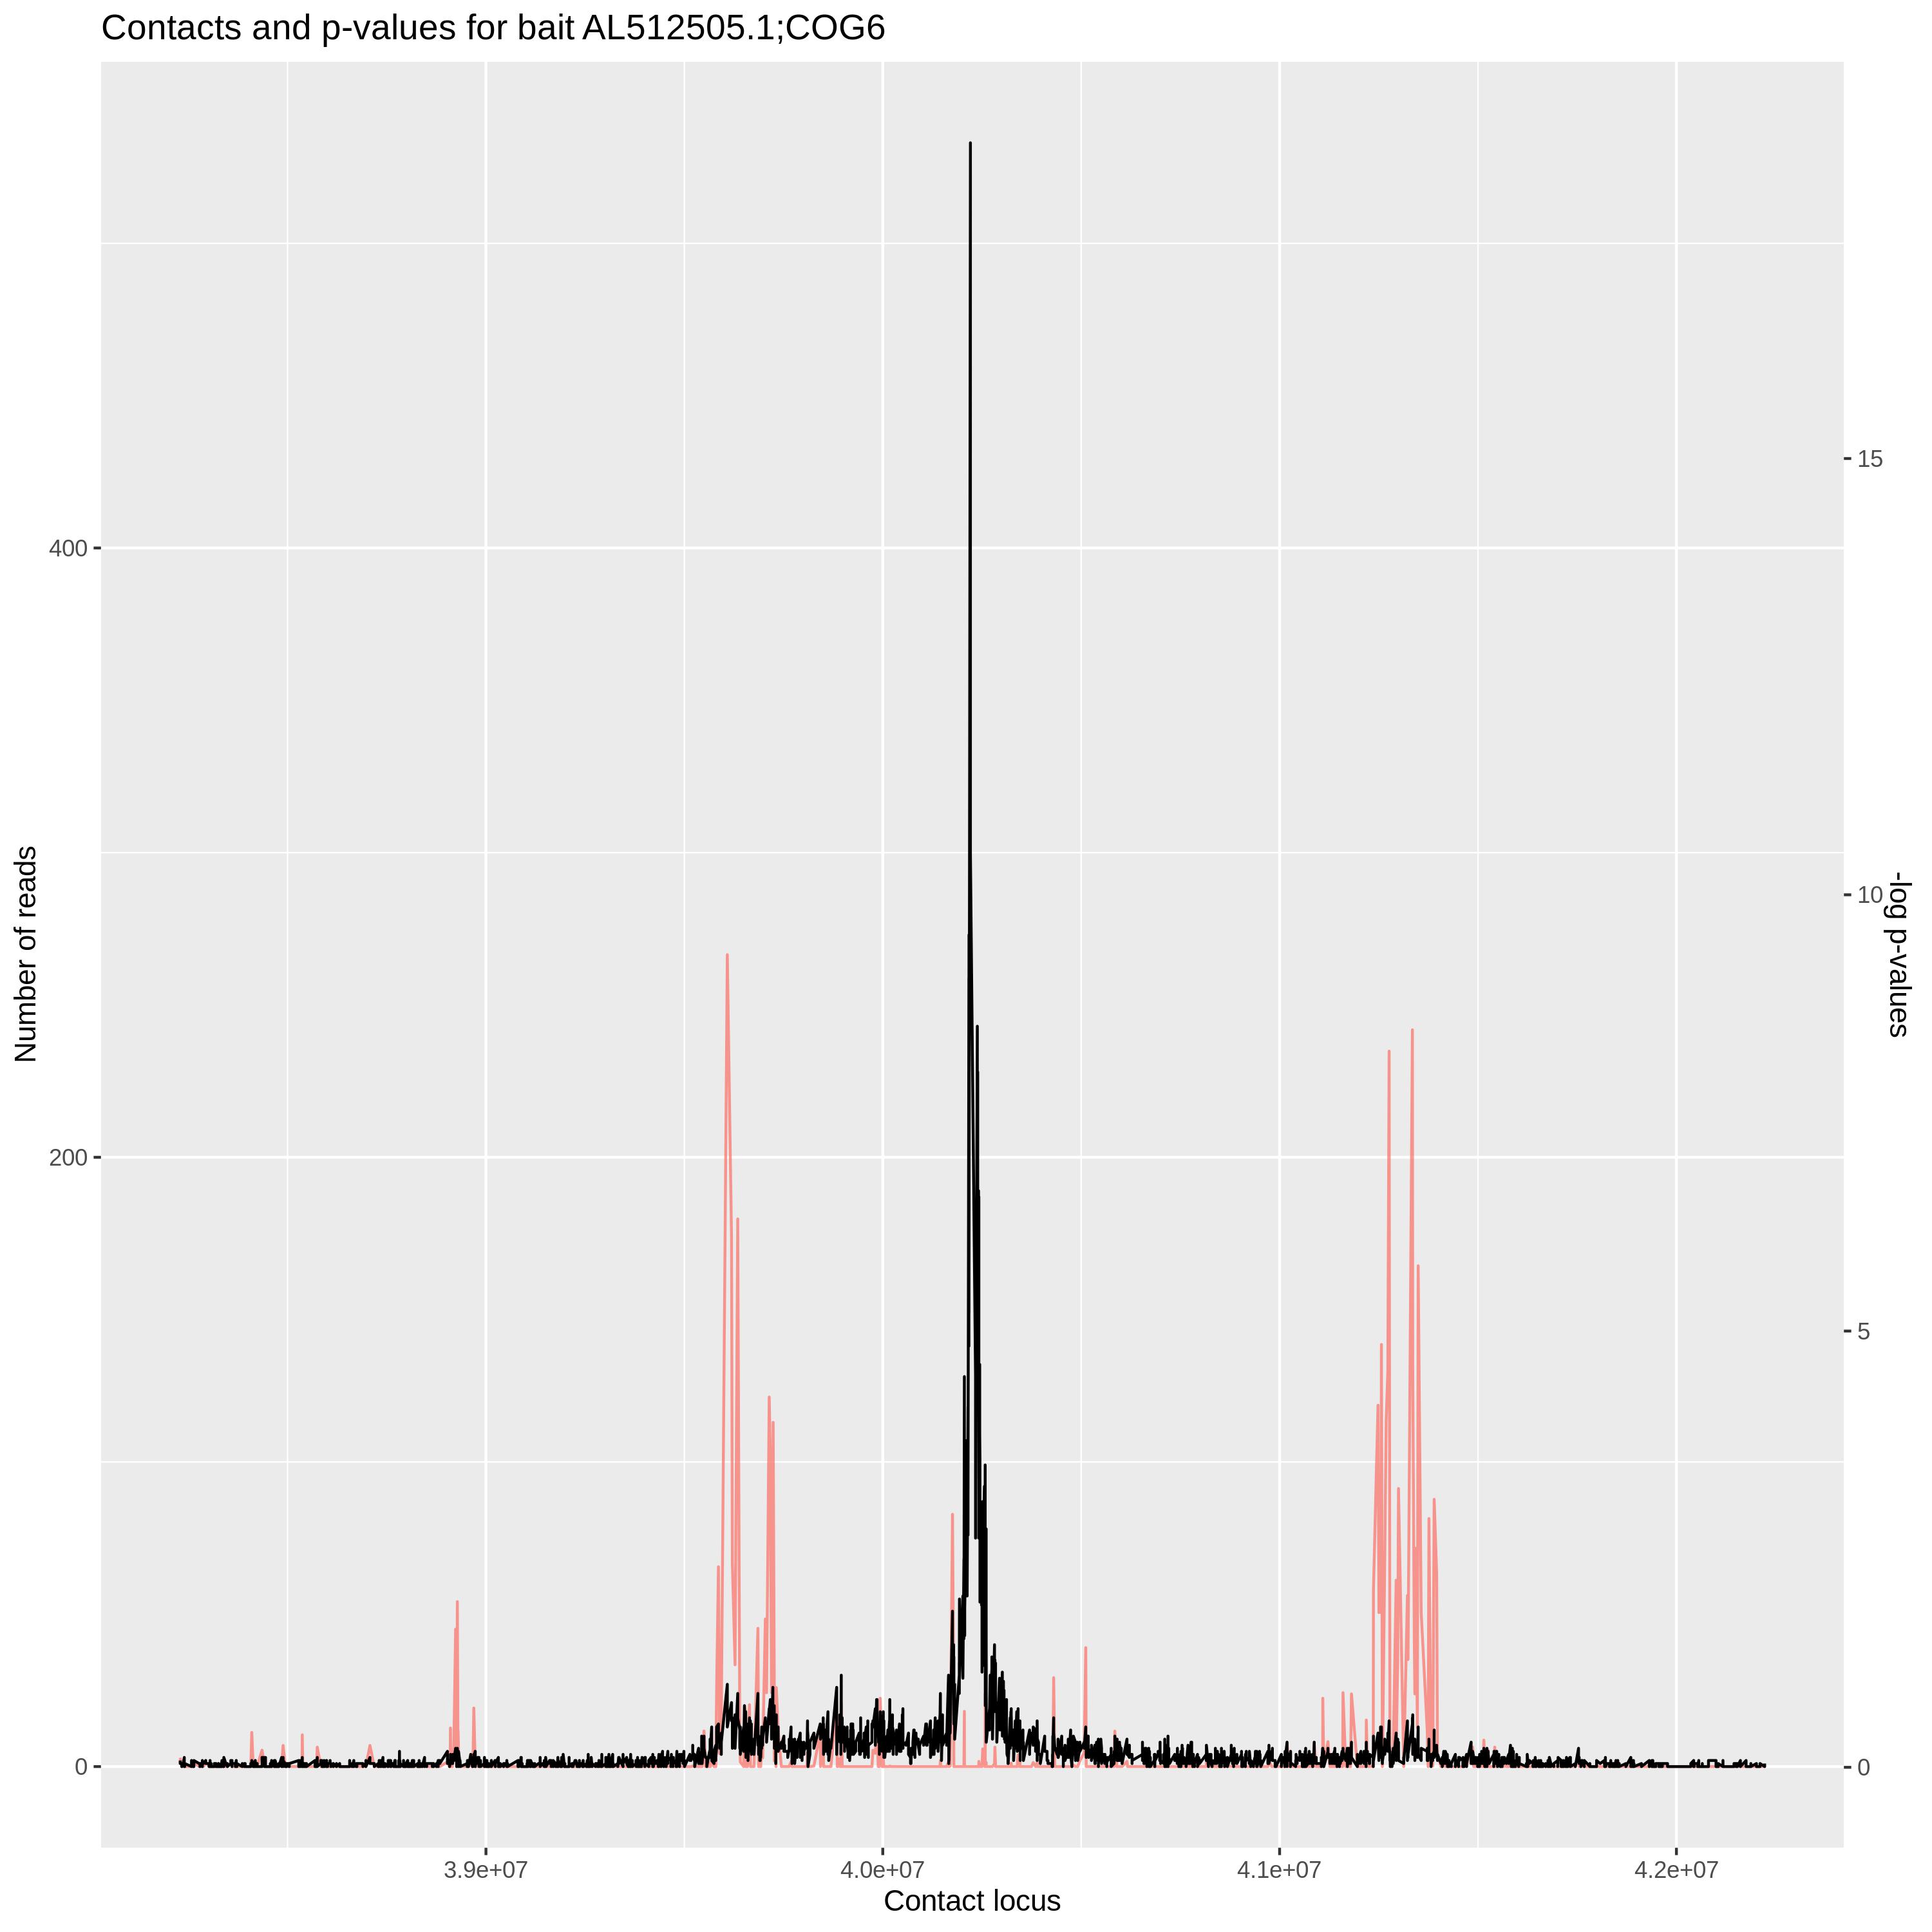 Contacts and p-values for bait AL512505.1;COG6
Number of reads
400
200
0
15
10
5
0
-log p-values
3.9e+07
4.0e+07
4.1e+07
4.2e+07
Contact locus